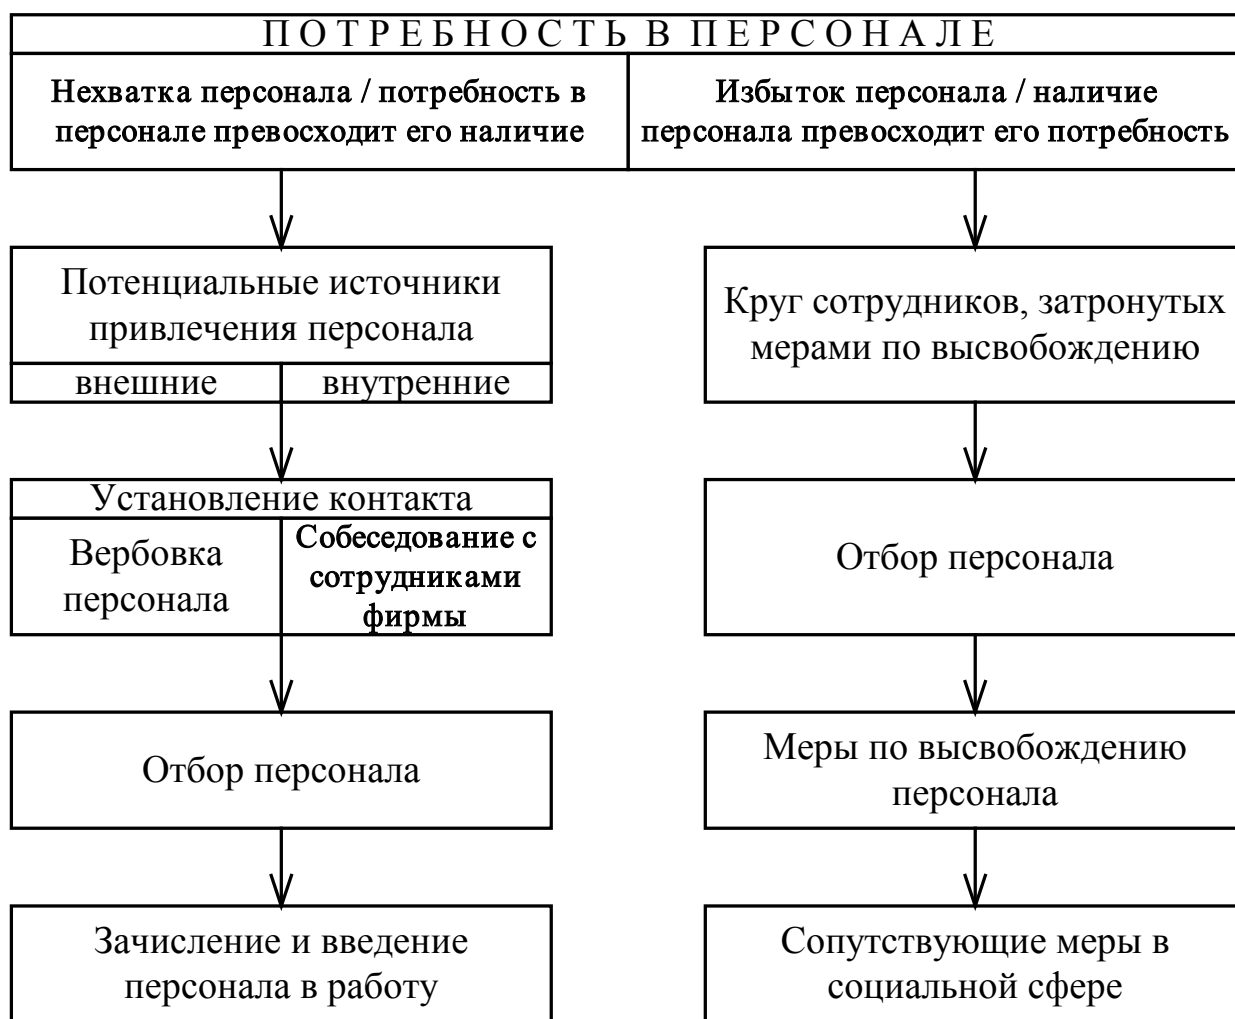 П О Т Р Е Б Н О С Т Ь В П Е Р С О Н А Л Е
Нехватка персонала / потребность в
персонале превосходит его наличие
Избыток персонала / наличие
персонала превосходит его потребность
Потенциальные источники
привлечения персонала
внешние
внутренние
Установление контакта
Вербовка
персонала
Собеседование с
сотрудниками
фирмы
Отбор персонала
Зачисление и введение
персонала в работу
Круг сотрудников, затронутых
мерами по высвобождению
Отбор персонала
Меры по высвобождению
персонала
Сопутствующие меры в
социальной сфере